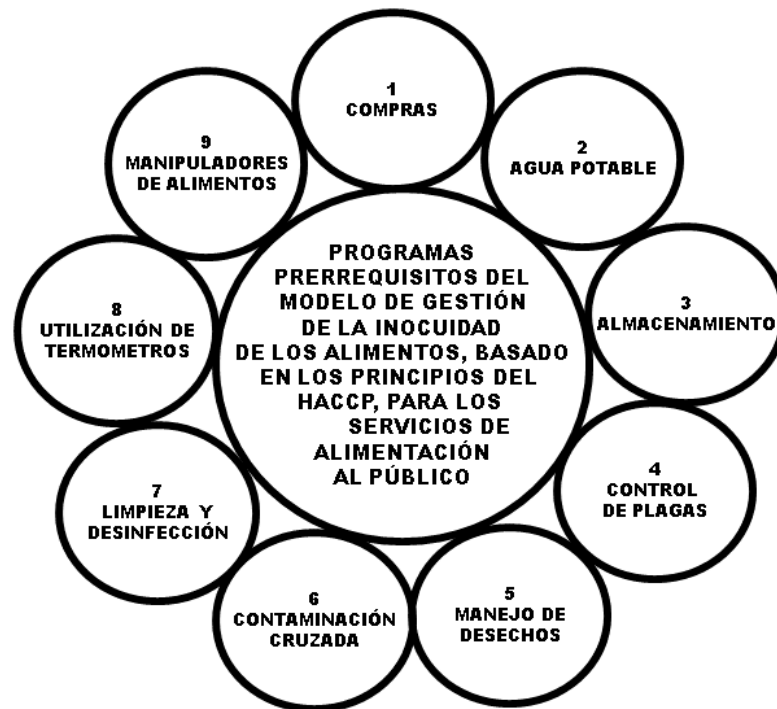 1
COMPRAS
2
AGUA POTABLE
3
ALMACENAMIENTO
4
CONTROL
DE PLAGAS
5
MANEJO DE
DESECHOS
6
CONTAMINACIÓN
CRUZADA
7
LIMPIEZA Y
DESINFECCIÓN
8
UTILIZACIÓN DE
TERMOMETROS
9
MANIPULADORES
DE ALIMENTOS
PROGRAMAS
PRERREQUISITOS DEL
MODELO DE GESTIÓN
DE LA INOCUIDAD
DE LOS ALIMENTOS, BASADO
EN LOS PRINCIPIOS DEL
HACCP, PARA LOS
SERVICIOS DE
ALIMENTACIÓN
AL PÚBLICO